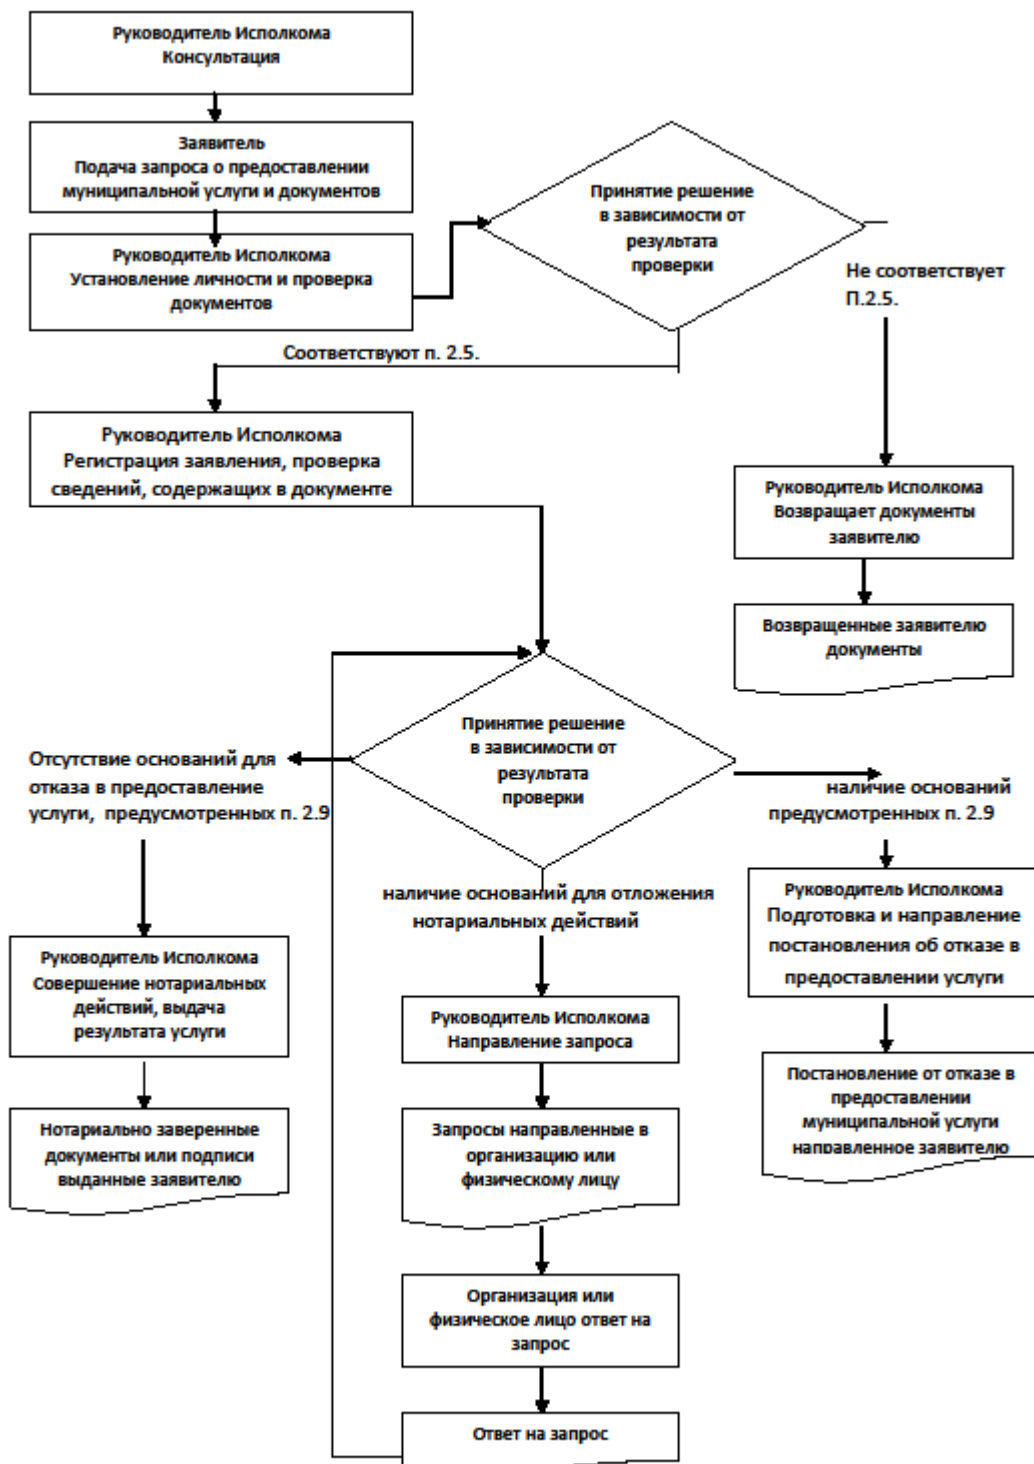 Руководитель Исполкома
Консультация
Заявитель
Подача запроса о предоставлении
муниципальной услуги и документов
Руководитель Исполкома
Установление личности и проверка
документов
Принятие решение
в зависимости от
результата
проверки
Не соответствует
П.2.5.
Соответствуют п. 2.5.
Руководитель Исполкома
Регистрация заявления, проверка
сведений, содержащих в документе
Руководитель Исполкома
Возвращает документы
заявителю
Возвращенные заявителю
документы
Принятие решение
в зависимости от
результата
проверки
Отсутствие оснований для
отказа в предоставление
услуги, предусмотренных п. 2.9
наличие оснований
предусмотренных п. 2.9
наличие оснований для отложения
нотариальных действий
Руководитель Исполкома
Подготовка и направление
постановления об отказе в
предоставлении услуги
Руководитель Исполкома
Совершение нотариальных
действий, выдача
результата услуги
Руководитель Исполкома
Направление запроса
Постановление от отказе в
предоставлении
муниципальной услуги
направленное заявителю
Нотариально заверенные
документы или подписи
выданные заявителю
Запросы направленные в
организацию или
физическому лицу
Организация или
физическое лицо ответ на
запрос
Ответ на запрос